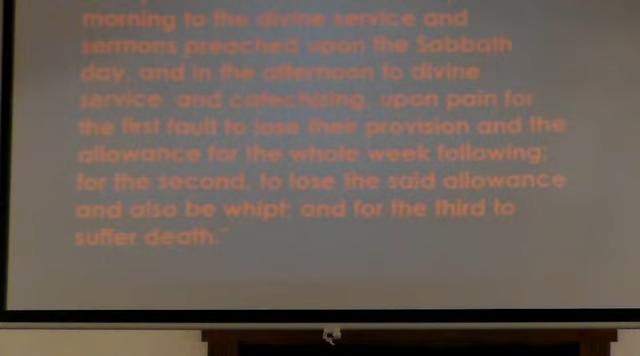 morning to the divine service and
sermons preached upon the Sabbath
day, and in the afternoon to divine
service, and catechizing, upon pain for
the first fault to lose their provision and the
allowance for the whole week following;
for the second, to lose the said allowance
and also be whipt; and for the third to
suffer death."